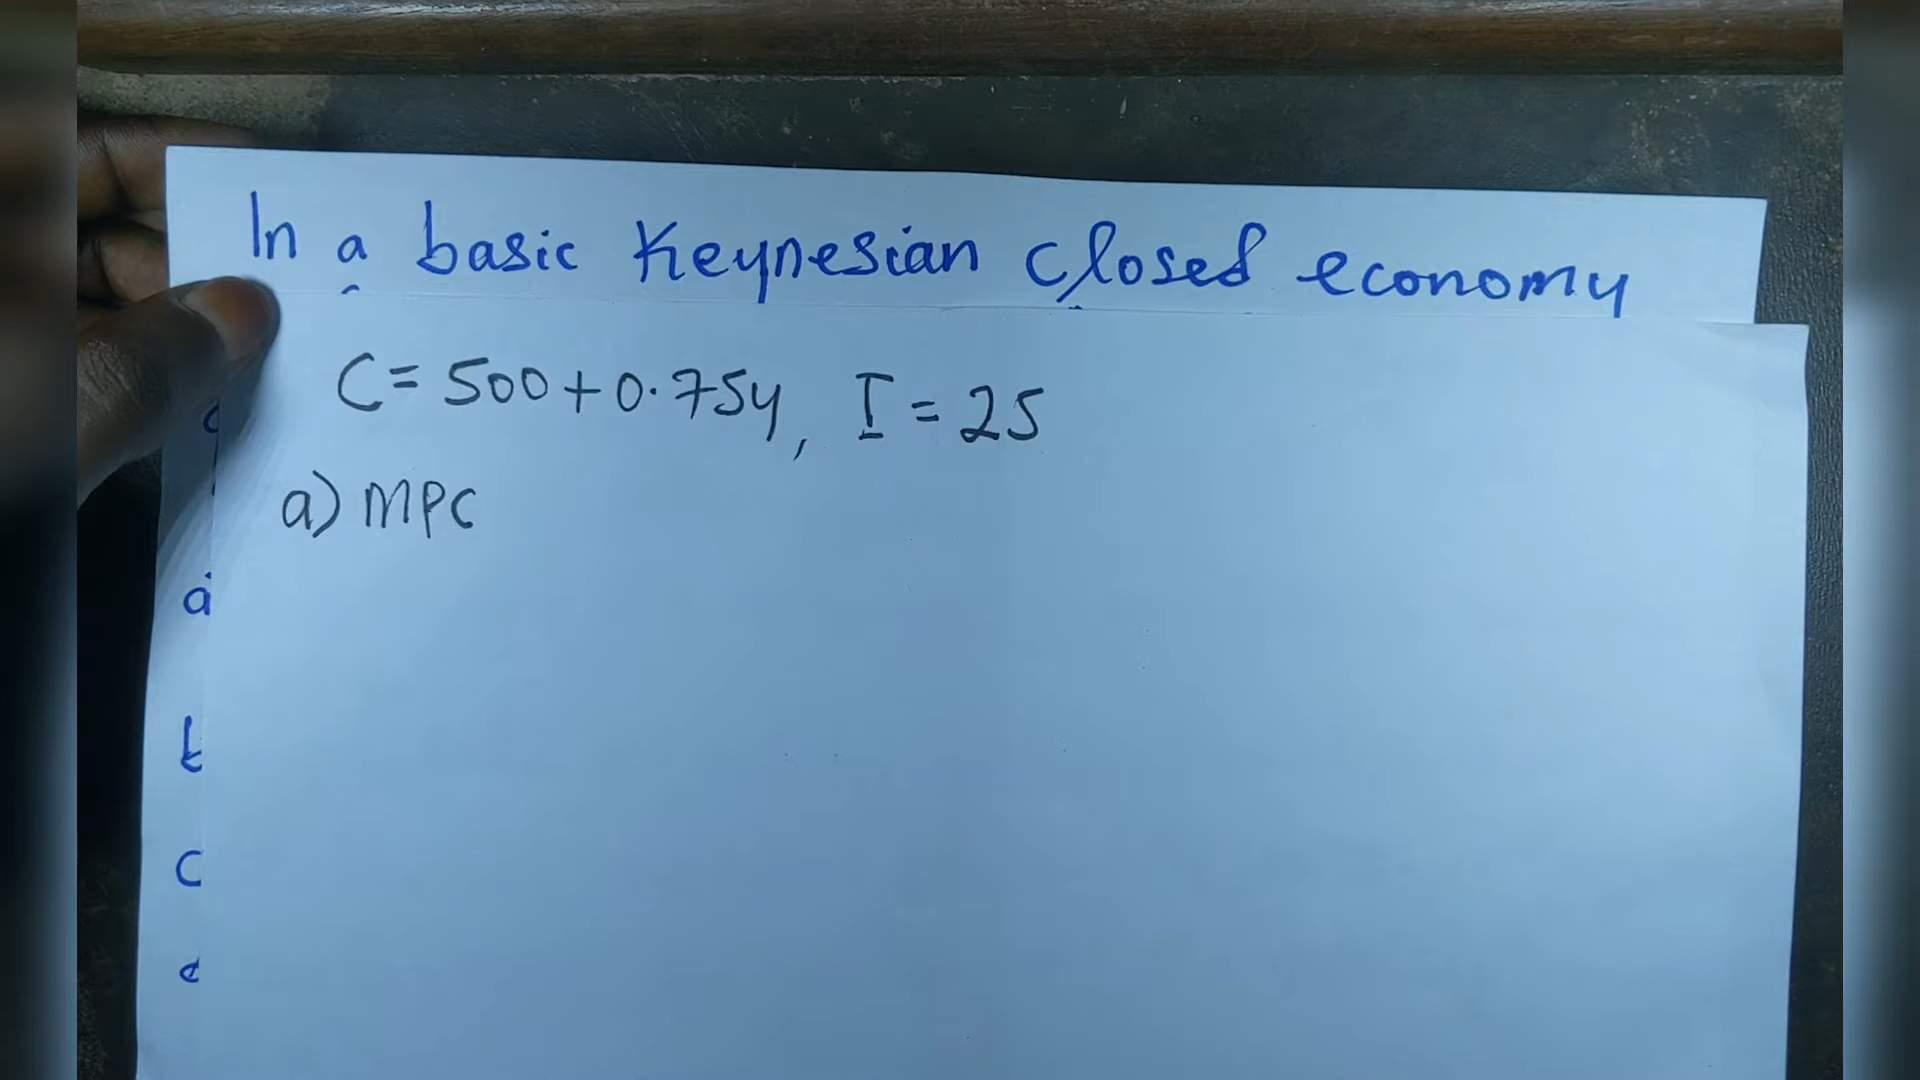 In a basic Keynesian closed economy
C = 500 + 0.75y, I = 25
a) MPC
a
C